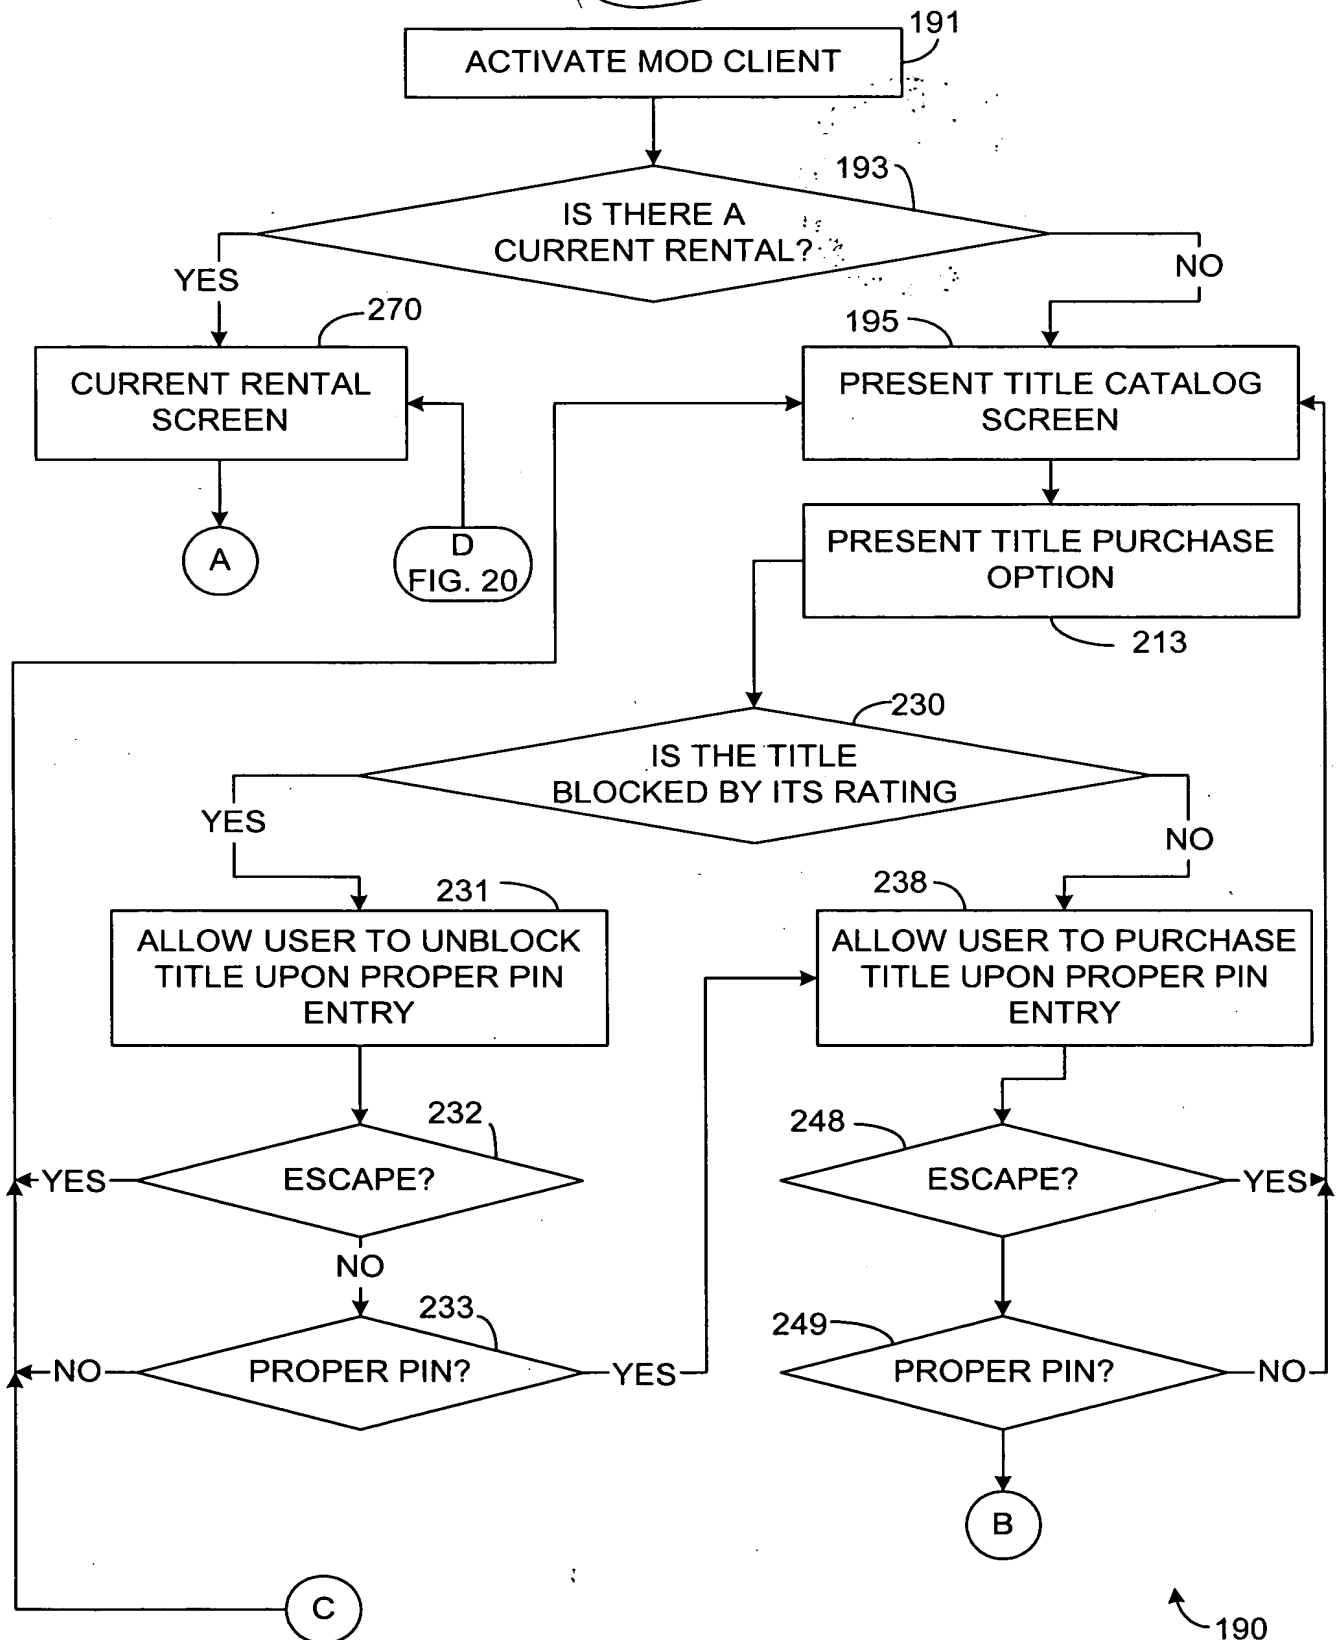 191
ACTIVATE MOD CLIENT
193
IS THERE A
CURRENT RENTAL?
YES
NO
270
195
CURRENT RENTAL
SCREEN
PRESENT TITLE CATALOG
SCREEN
A
D
FIG. 20
PRESENT TITLE PURCHASE
OPTION
213
230
IS THE TITLE
BLOCKED BY ITS RATING
YES
NO
231
238
ALLOW USER TO UNBLOCK
TITLE UPON PROPER PIN
ENTRY
ALLOW USER TO PURCHASE
TITLE UPON PROPER PIN
ENTRY
232
248
YES
ESCAPE?
ESCAPE?
YES
NO
233
249
NO
PROPER PIN?
YES
PROPER PIN?
NO
B
C
190